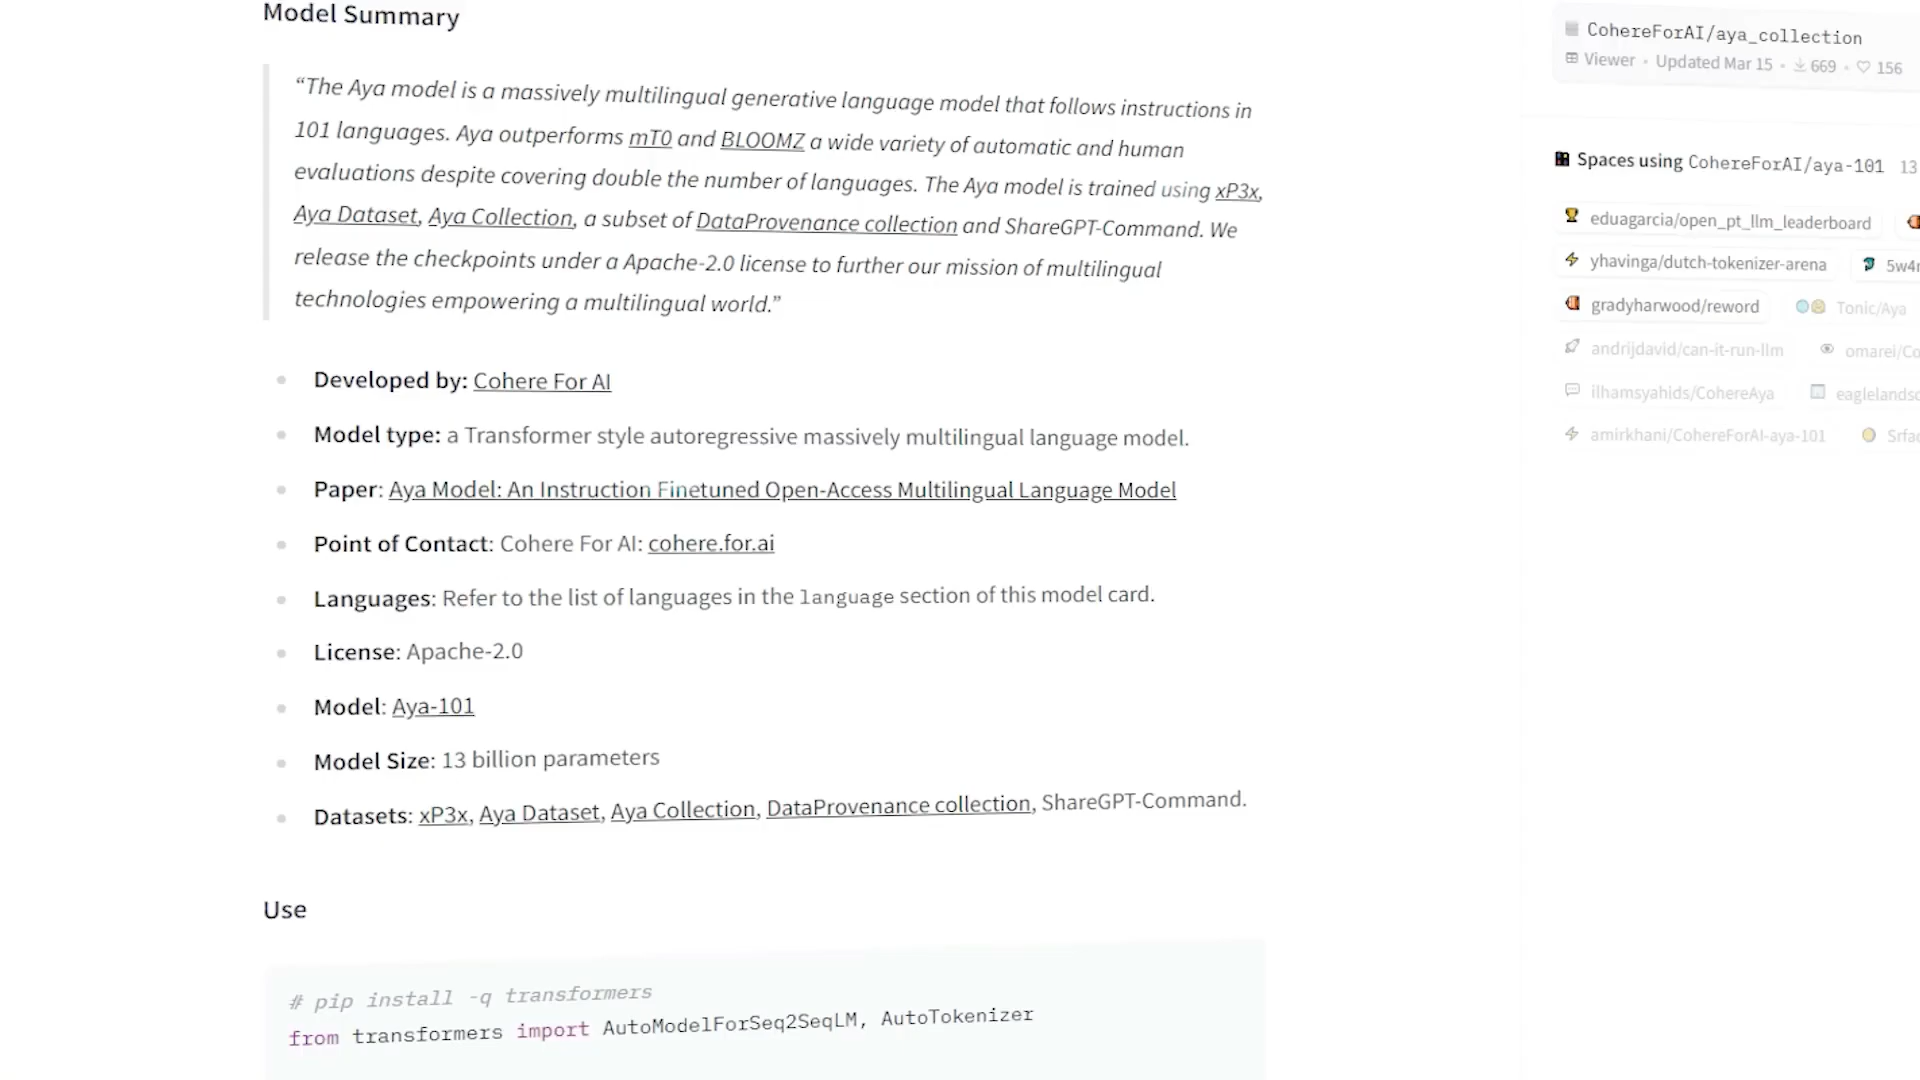 Model Summary
“The Aya model is a massively multilingual generative language model that follows instructions in
101 languages. Aya outperforms mT0 and BLOOMZ a wide variety of automatic and human
evaluations despite covering double the number of languages. The Aya model is trained using xP3x,
Aya Dataset, Aya Collection, a subset of DataProvenance collection and ShareGPT-Command. We
release the checkpoints under a Apache-2.0 license to further our mission of multilingual
technologies empowering a multilingual world.”
Developed by: Cohere For AI
Model type: a Transformer style autoregressive massively multilingual language model.
Paper: Aya Model: An Instruction Finetuned Open-Access Multilingual Language Model
Point of Contact: Cohere For AI: cohere.for.ai
Languages: Refer to the list of languages in the language section of this model card.
License: Apache-2.0
Model: Aya-101
Model Size: 13 billion parameters
Datasets: xP3x, Aya Dataset, Aya Collection, DataProvenance collection, ShareGPT-Command.
Use
# pip install -q transformers
from transformers import AutoModelForSeq2SeqLM, AutoTokenizer
CohereForAI/aya_collection
Viewer • Updated Mar 15 • 669 • 156
Spaces using CohereForAI/aya-101 13
eduagarcia/open_pt_llm_leaderboard
yhavinga/dutch-tokenizer-arena
gradyharwood/reword Tonic/Aya
andrijdavid/can-it-run-llm omarei/Co
ilhamsyahids/CohereAya eaglelandsc
amirkhani/CohereForAI-aya-101 Srfac